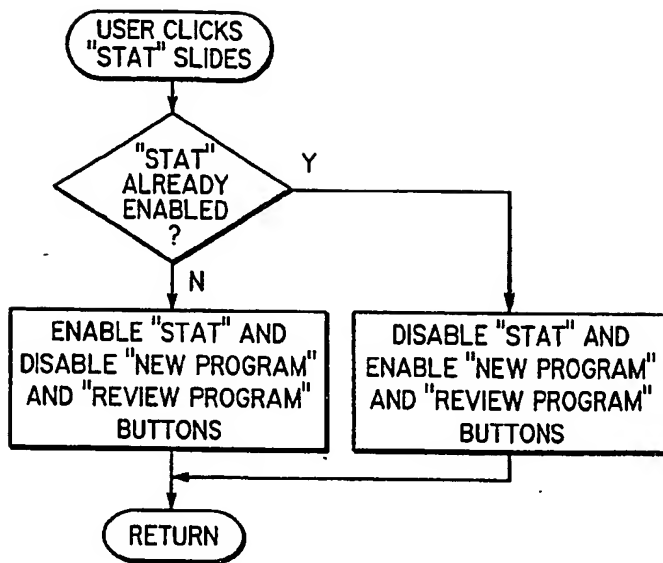 USER CLICKS
"STAT" SLIDES
"STAT"
ALREADY
ENABLED
?
Y
N
ENABLE "STAT" AND
DISABLE "NEW PROGRAM"
AND "REVIEW PROGRAM"
BUTTONS
DISABLE "STAT" AND
ENABLE "NEW PROGRAM"
AND "REVIEW PROGRAM"
BUTTONS
RETURN